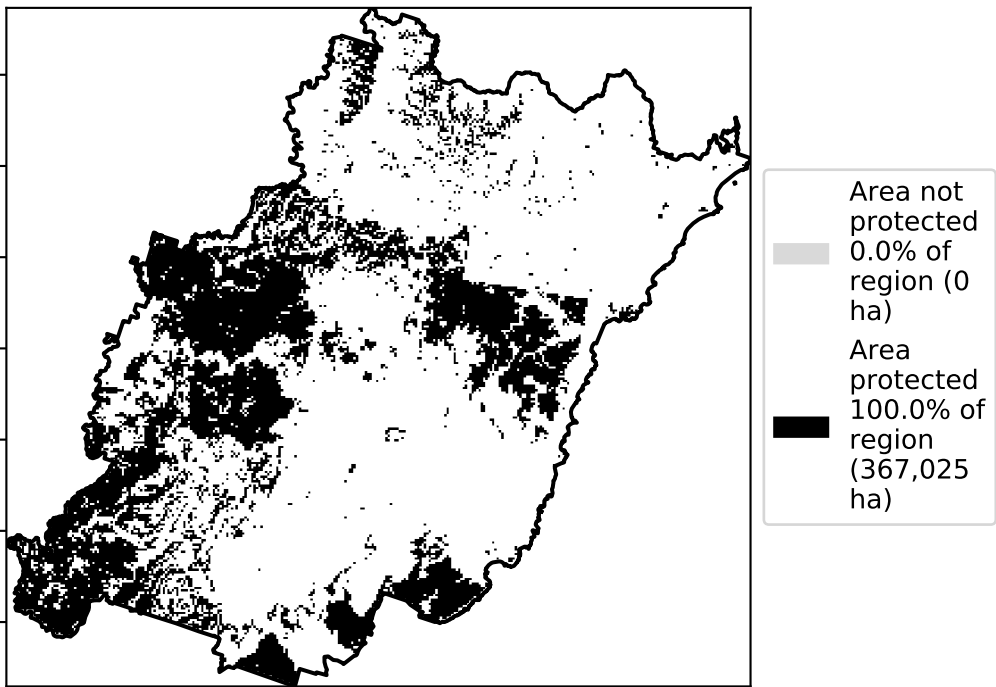 Area not
protected
0.0% of
region (0
ha)
Area
protected
100.0% of
region
(367,025
ha)